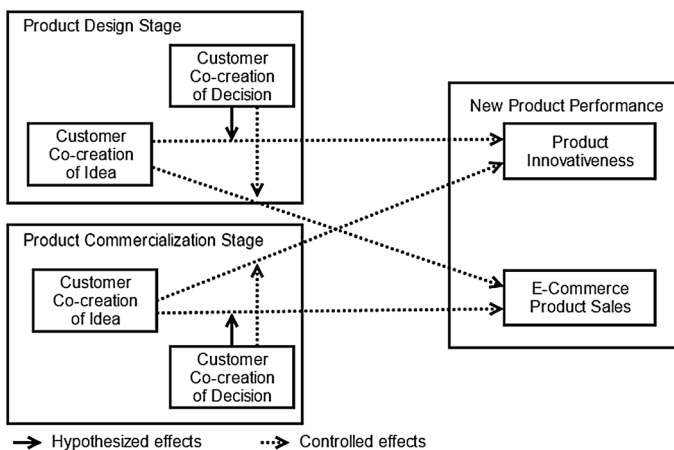 Product Design Stage
Customer
Co-creation
of Decision
Customer
Co-creation
of Idea
New Product Performance
Product
Innovativeness
Product Commercialization Stage
Customer
Co-creation
of Idea
E-Commerce
Product Sales
Customer
Co-creation
of Decision
Hypothesized effects
Controlled effects